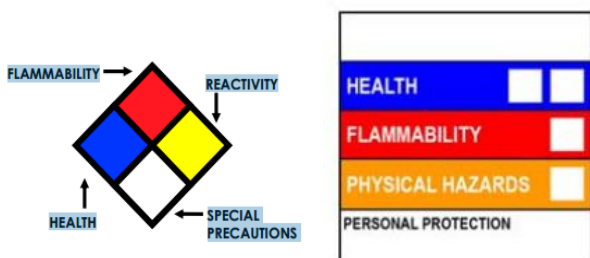 FLAMMABILITY
REACTIVITY
HEALTH
SPECIAL
PRECAUTIONS
HEALTH
FLAMMABILITY
PHYSICAL HAZARDS
PERSONAL PROTECTION